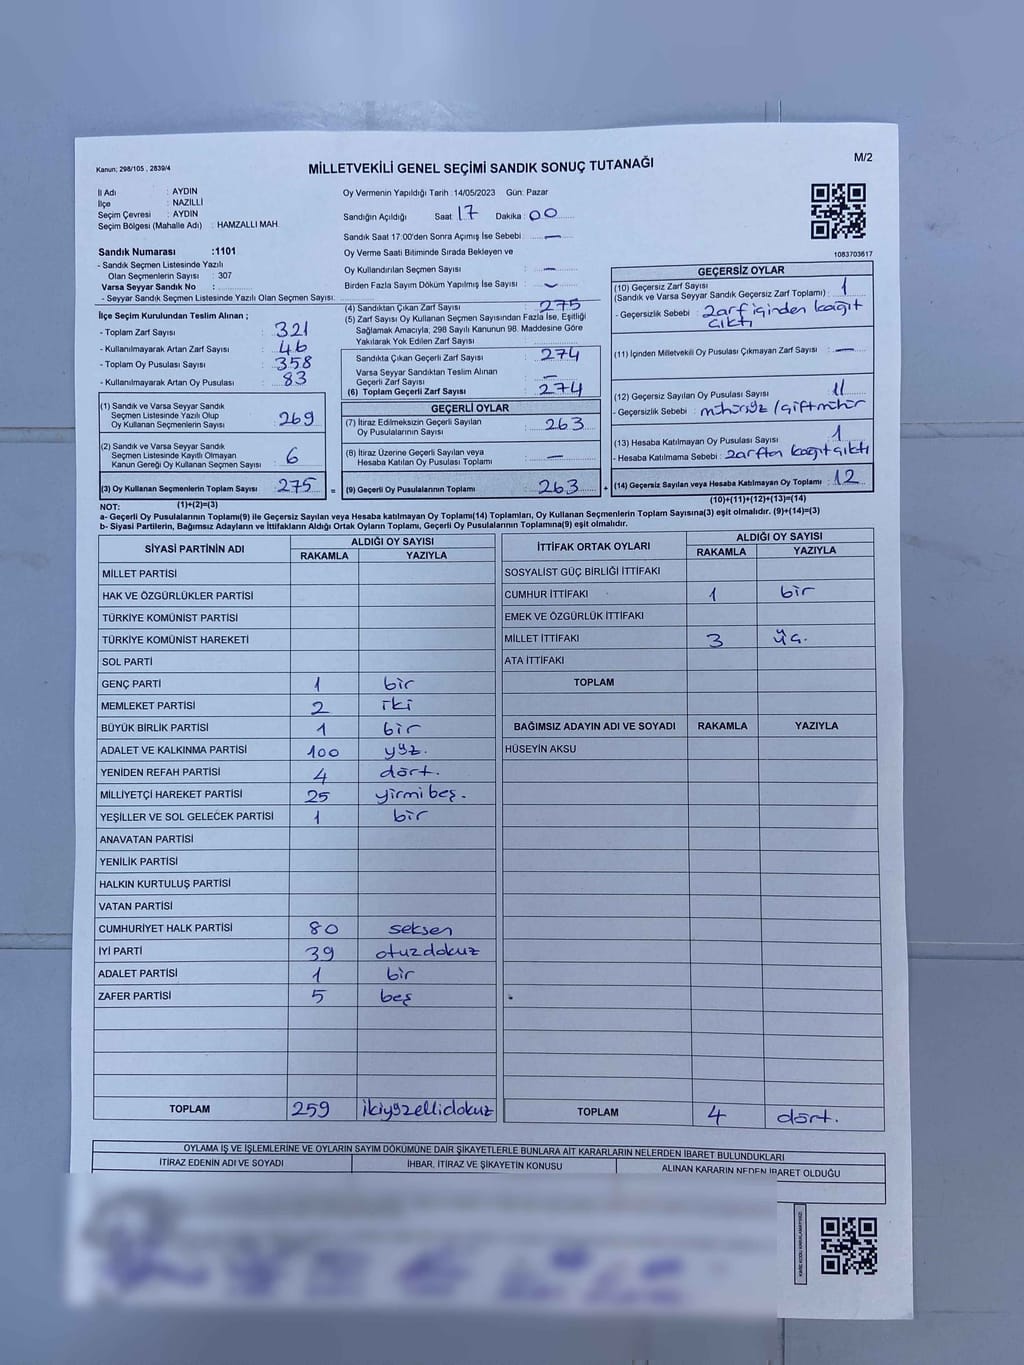 Kanun: 298/105 , 2839/4
MİLLETVEKİLİ GENEL SEÇİMİ SANDIK SONUÇ TUTANAĞI
M/2
İl Adı : AYDIN
İlçe : NAZİLLİ
Seçim Çevresi : AYDIN
Seçim Bölgesi (Mahalle Adı) : HAMZALLI MAH.
Sandık Numarası :1101
- Sandık Seçmen Listesinde Yazılı
Olan Seçmenlerin Sayısı : 307
Varsa Seyyar Sandık No :
- Seyyar Sandık Seçmen Listesinde Yazılı Olan Seçmen Sayısı.
Oy Vermenin Yapıldığı Tarih :14/05/2023 Gün: Pazar
Sandığın Açıldığı Saat 17 Dakika : 00
Sandık Saat 17:00'den Sonra Açımış İse Sebebi : —
Oy Verme Saati Bitiminde Sırada Bekleyen ve
Oy Kullandırılan Seçmen Sayısı : —
Birden Fazla Sayım Döküm Yapılmış İse Sayısı : —
1083703617
İlçe Seçim Kurulundan Teslim Alınan ;
- Toplam Zarf Sayısı : 321
- Kullanılmayarak Artan Zarf Sayısı : 46
- Toplam Oy Pusulası Sayısı : 358
- Kullanılmayarak Artan Oy Pusulası : 83
(4) Sandıktan Çıkan Zarf Sayısı : 275
(5) Zarf Sayısı Oy Kullanan Seçmen Sayısından Fazla İse, Eşitliği
Sağlamak Amacıyla; 298 Sayılı Kanunun 98. Maddesine Göre
Yakılarak Yok Edilen Zarf Sayısı :
Sandıkta Çıkan Geçerli Zarf Sayısı : 274
Varsa Seyyar Sandıktan Teslim Alınan
Geçerli Zarf Sayısı : —
(6) Toplam Geçerli Zarf Sayısı : 274
GEÇERSİZ OYLAR
(10) Geçersiz Zarf Sayısı
(Sandık ve Varsa Seyyar Sandık Geçersiz Zarf Toplamı) : 1
- Geçersizlik Sebebi : zarf içinden kağıt
çıktı
(11) İçinden Milletvekili Oy Pusulası Çıkmayan Zarf Sayısı : —
(12) Geçersiz Sayılan Oy Pusulası Sayısı : 11
- Geçersizlik Sebebi : mühürsüz / çift mühür
(13) Hesaba Katılmayan Oy Pusulası Sayısı : 1
- Hesaba Katılmama Sebebi : zarftan kağıt çıktı
(14) Geçersiz Sayılan veya Hesaba Katılmayan Oy Toplamı : 12
(10)+(11)+(12)+(13)=(14)
(1) Sandık ve Varsa Seyyar Sandık
Seçmen Listesinde Yazılı Olup
Oy Kullanan Seçmenlerin Sayısı : 269
(2) Sandık ve Varsa Seyyar Sandık
Seçmen Listesinde Kayıtlı Olmayan
Kanun Gereği Oy Kullanan Seçmen Sayısı : 6
(3) Oy Kullanan Seçmenlerin Toplam Sayısı : 275
(1)+(2)=(3)
GEÇERLİ OYLAR
(7) İtiraz Edilmeksizin Geçerli Sayılan
Oy Pusulalarının Sayısı : 263
(8) İtiraz Üzerine Geçerli Sayılan veya
Hesaba Katılan Oy Pusulası Toplamı : —
= (9) Geçerli Oy Pusulalarının Toplamı : 263 +
NOT:
a- Geçerli Oy Pusulalarının Toplamı(9) ile Geçersiz Sayılan veya Hesaba katılmayan Oy Toplamı(14) Toplamları, Oy Kullanan Seçmenlerin Toplam Sayısına(3) eşit olmalıdır. (9)+(14)=(3)
b- Siyasi Partilerin, Bağımsız Adayların ve İttifakların Aldığı Ortak Oyların Toplamı, Geçerli Oy Pusulalarının Toplamına(9) eşit olmalıdır.
SİYASİ PARTİNİN ADI ALDIĞI OY SAYISI
RAKAMLA YAZIYLA
MİLLET PARTİSİ
HAK VE ÖZGÜRLÜKLER PARTİSİ
TÜRKİYE KOMÜNİST PARTİSİ
TÜRKİYE KOMÜNİST HAREKETİ
SOL PARTİ
GENÇ PARTİ 1 bir
MEMLEKET PARTİSİ 2 iki
BÜYÜK BİRLİK PARTİSİ 1 bir
ADALET VE KALKINMA PARTİSİ 100 yüz.
YENİDEN REFAH PARTİSİ 4 dört.
MİLLİYETÇİ HAREKET PARTİSİ 25 yirmi beş.
YEŞİLLER VE SOL GELECEK PARTİSİ 1 bir
ANAVATAN PARTİSİ
YENİLİK PARTİSİ
HALKIN KURTULUŞ PARTİSİ
VATAN PARTİSİ
CUMHURİYET HALK PARTİSİ 80 seksen
İYİ PARTİ 39 otuzdokuz
ADALET PARTİSİ 1 bir
ZAFER PARTİSİ 5 beş
TOPLAM 259 ikiyüzellidokuz
İTTİFAK ORTAK OYLARI ALDIĞI OY SAYISI
RAKAMLA YAZIYLA
SOSYALİST GÜÇ BİRLİĞİ İTTİFAKI
CUMHUR İTTİFAKI 1 bir
EMEK VE ÖZGÜRLÜK İTTİFAKI
MİLLET İTTİFAKI 3 üç.
ATA İTTİFAKI
TOPLAM
BAĞIMSIZ ADAYIN ADI VE SOYADI RAKAMLA YAZIYLA
HÜSEYİN AKSU
TOPLAM 4 dört.
OYLAMA İŞ VE İŞLEMLERİNE VE OYLARIN SAYIM DÖKÜMÜNE DAİR ŞİKAYETLERLE BUNLARA AİT KARARLARIN NELERDEN İBARET BULUNDUKLARI
İTİRAZ EDENİN ADI VE SOYADI İHBAR, İTİRAZ VE ŞİKAYETİN KONUSU ALINAN KARARIN NEDEN İBARET OLDUĞU